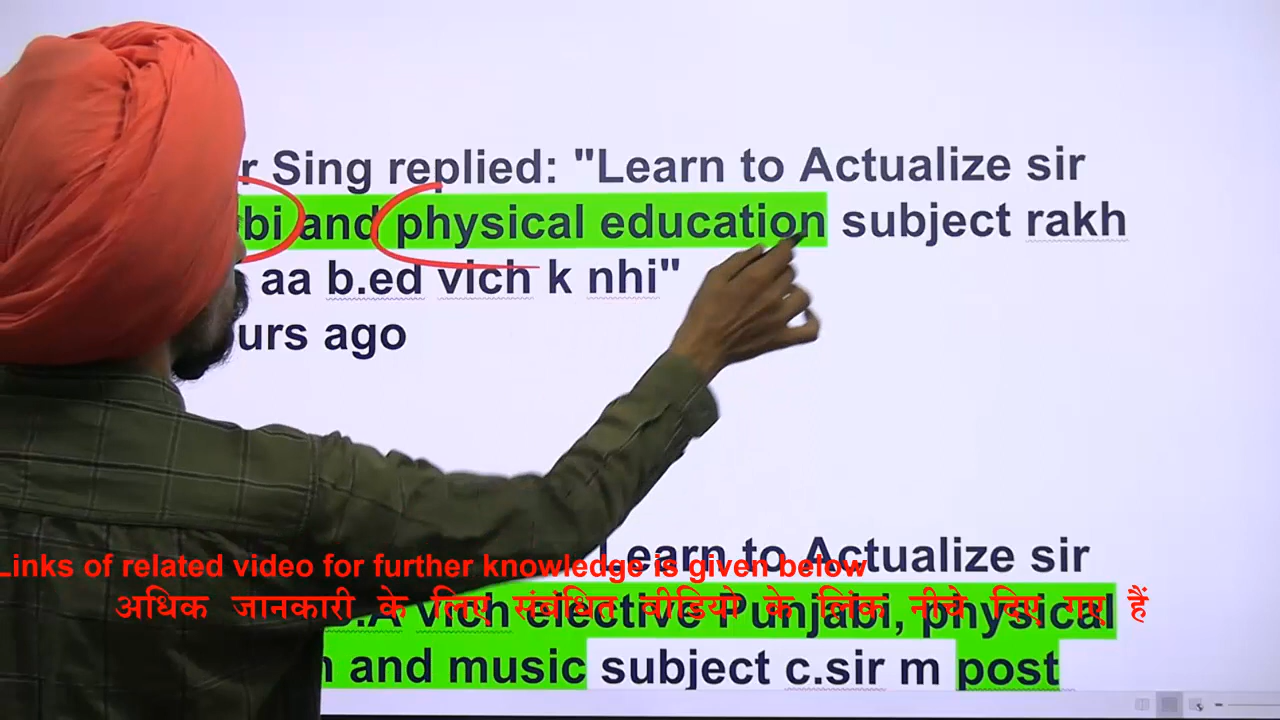 r Sing replied: "Learn to Actualize sir
bi and physical education subject rakh
aa b.ed vich k nhi"
urs ago
Learn to Actualize sir
Links of related video for further knowledge is given below
अधिक जानकारी के लिए संबंधित वीडियो के लिंक नीचे दिए गए हैं
.A vich elective Punjabi, physical
n and music subject c.sir m post